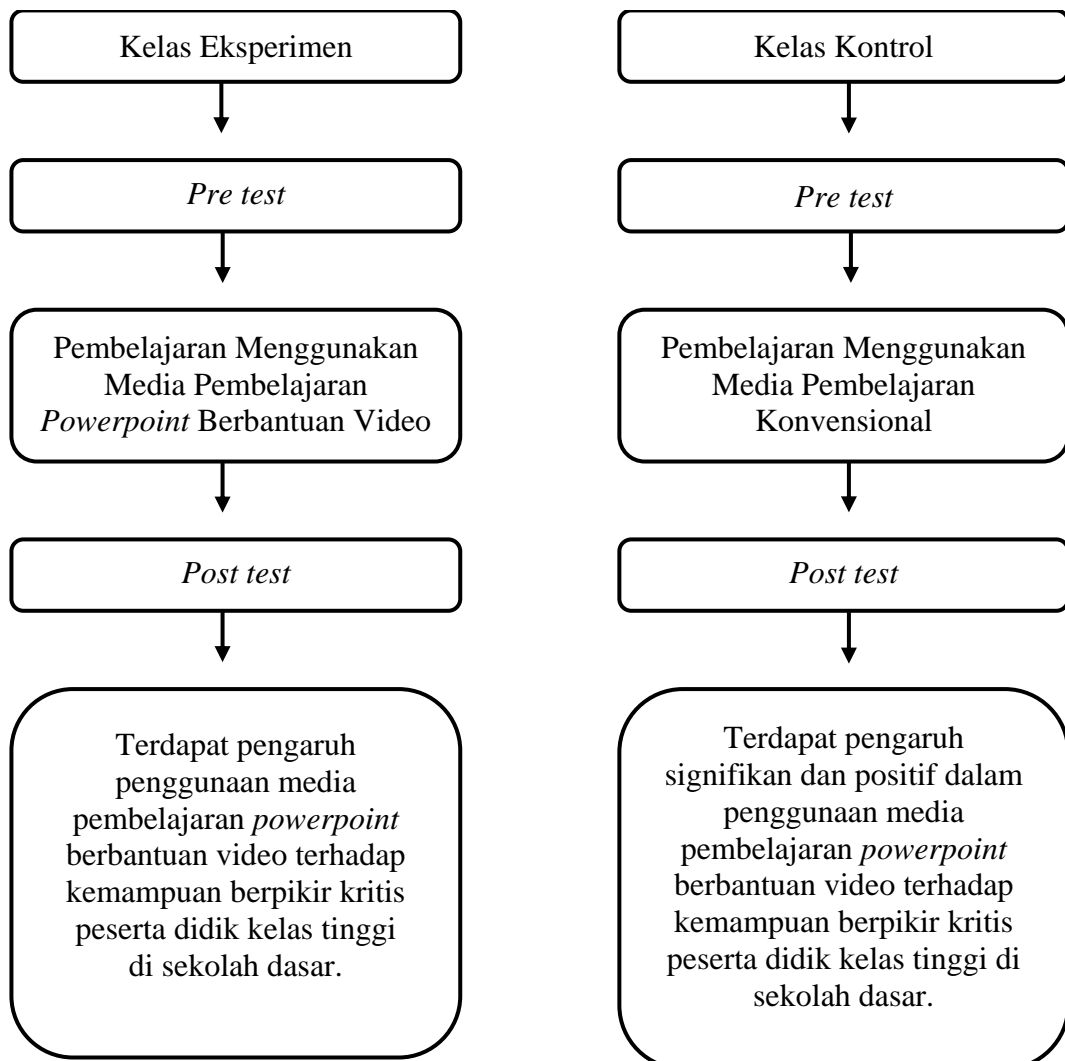 Kelas Eksperimen
Kelas Kontrol
Pre test
Pre test
Pembelajaran Menggunakan
Media Pembelajaran
Powerpoint Berbantuan Video
Pembelajaran Menggunakan
Media Pembelajaran
Konvensional
Post test
Post test
Terdapat pengaruh
penggunaan media
pembelajaran powerpoint
berbantuan video terhadap
kemampuan berpikir kritis
peserta didik kelas tinggi
di sekolah dasar.
Terdapat pengaruh
signifikan dan positif dalam
penggunaan media
pembelajaran powerpoint
berbantuan video terhadap
kemampuan berpikir kritis
peserta didik kelas tinggi di
sekolah dasar.